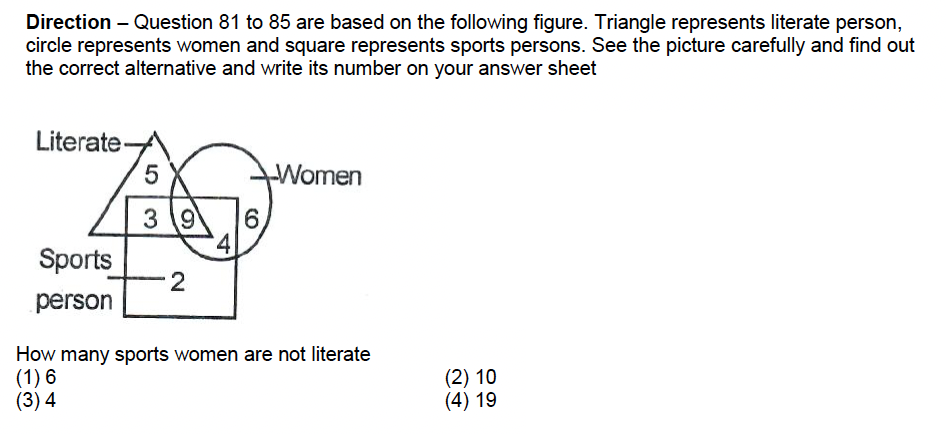 Direction – Question 81 to 85 are based on the following figure. Triangle represents literate person,
circle represents women and square represents sports persons. See the picture carefully and find out
the correct alternative and write its number on your answer sheet
Literate
5
Women
3 9 6
4
Sports
2
person
How many sports women are not literate
(1) 6 (2) 10
(3) 4 (4) 19